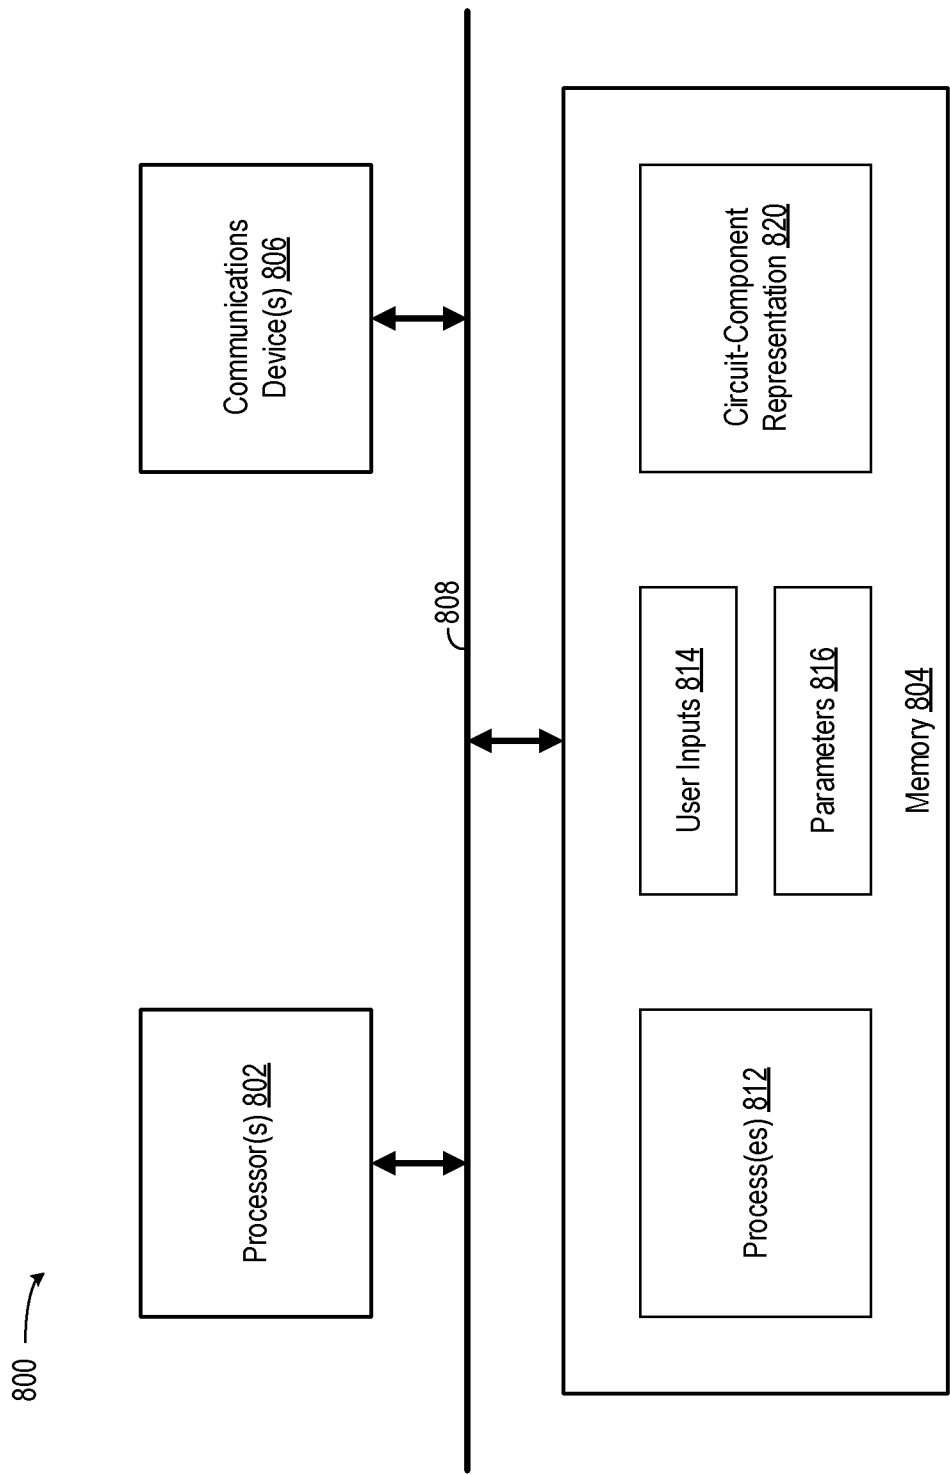 800
Processor(s) 802
Communications
Device(s) 806
808
Process(es) 812
User Inputs 814
Parameters 816
Circuit-Component
Representation 820
Memory 804